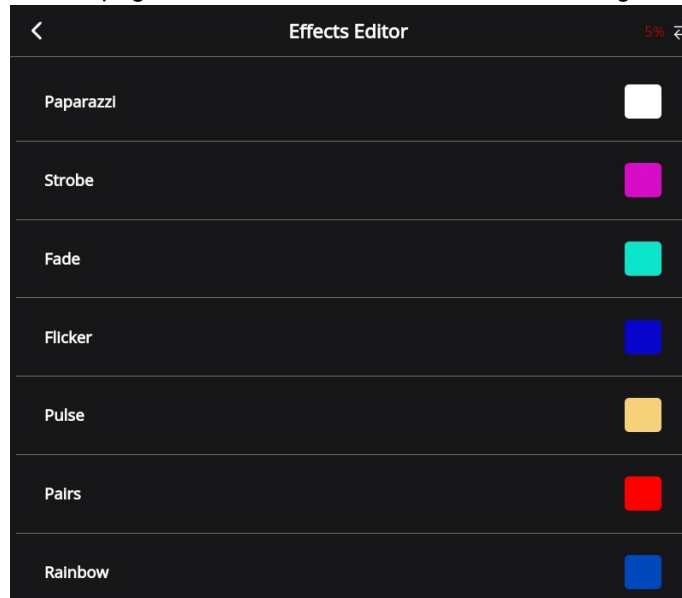 Effects Editor
5%
Paparazzi
Strobe
Fade
Flicker
Pulse
Pairs
Rainbow